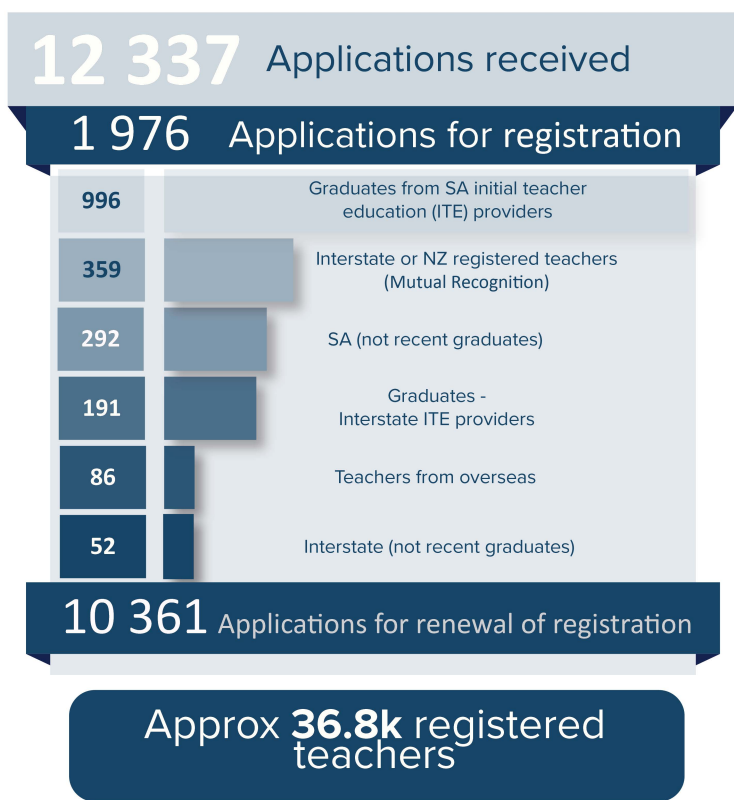 12 337 Applications received
1 976 Applications for registration
996 Graduates from SA initial teacher
education (ITE) providers
359 Interstate or NZ registered teachers
(Mutual Recognition)
292 SA (not recent graduates)
191 Graduates -
Interstate ITE providers
86 Teachers from overseas
52 Interstate (not recent graduates)
10 361 Applications for renewal of registration
Approx 36.8k registered
teachers